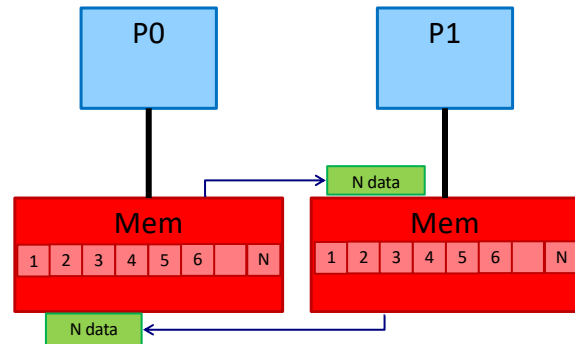 P0 P1
N data
Mem Mem
1 2 3 4 5 6 N 1 2 3 4 5 6 N
N data